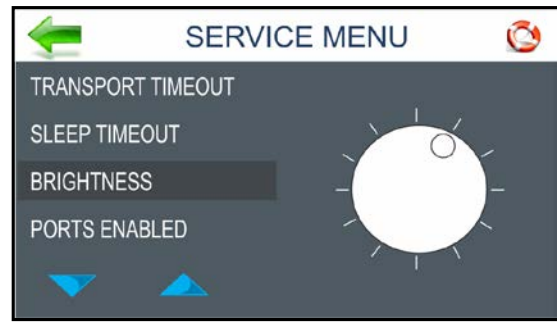 SERVICE MENU
TRANSPORT TIMEOUT
SLEEP TIMEOUT
BRIGHTNESS
PORTS ENABLED